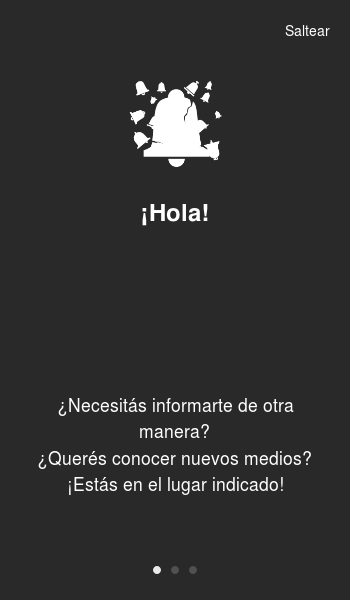 Saltear
¡Hola!
¿Necesitás informarte de otra
manera?
¿Querés conocer nuevos medios?
¡Estás en el lugar indicado!